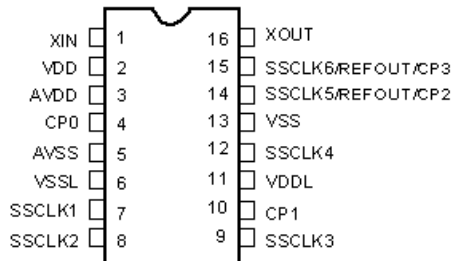 XIN 1 16 XOUT
VDD 2 15 SSCLK6/REFOUT/CP3
AVDD 3 14 SSCLK5/REFOUT/CP2
CP0 4 13 VSS
AVSS 5 12 SSCLK4
VSSL 6 11 VDDL
SSCLK1 7 10 CP1
SSCLK2 8 9 SSCLK3